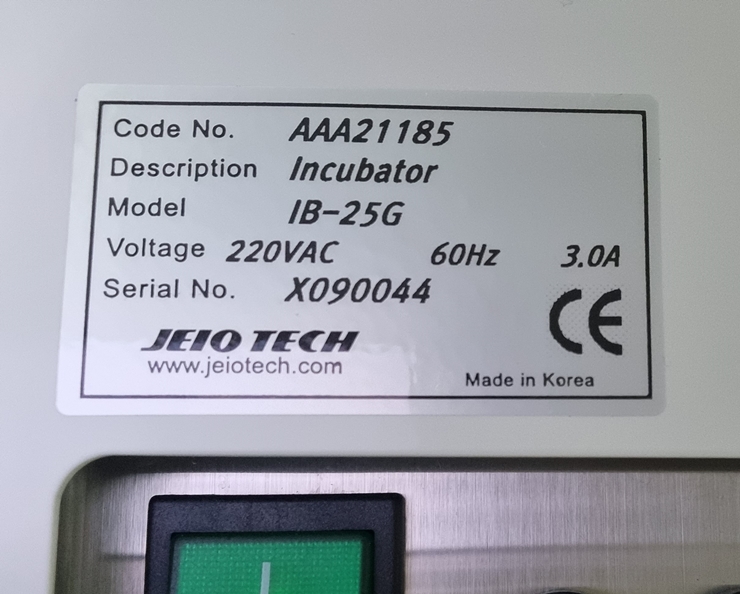 Code No. AAA21185
Description Incubator
Model IB-25G
Voltage 220VAC 60Hz 3.0A
Serial No. X090044
CE
JEIO TECH
www.jeiotech.com
Made in Korea